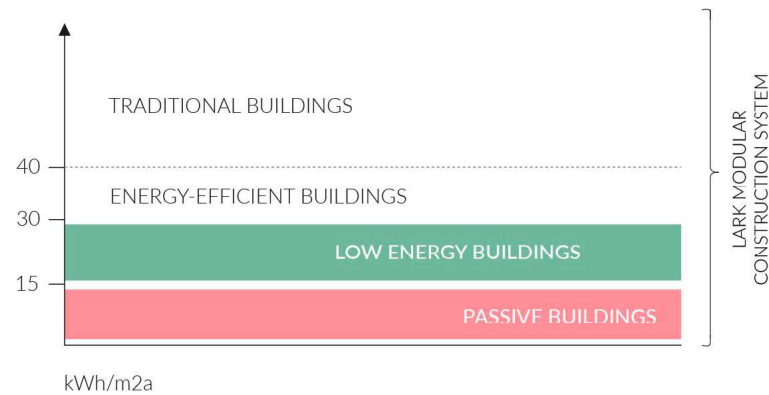 TRADITIONAL BUILDINGS
40
ENERGY-EFFICIENT BUILDINGS
30
LOW ENERGY BUILDINGS
15
PASSIVE BUILDINGS
kWh/m2a
LARK MODULAR
CONSTRUCTION SYSTEM